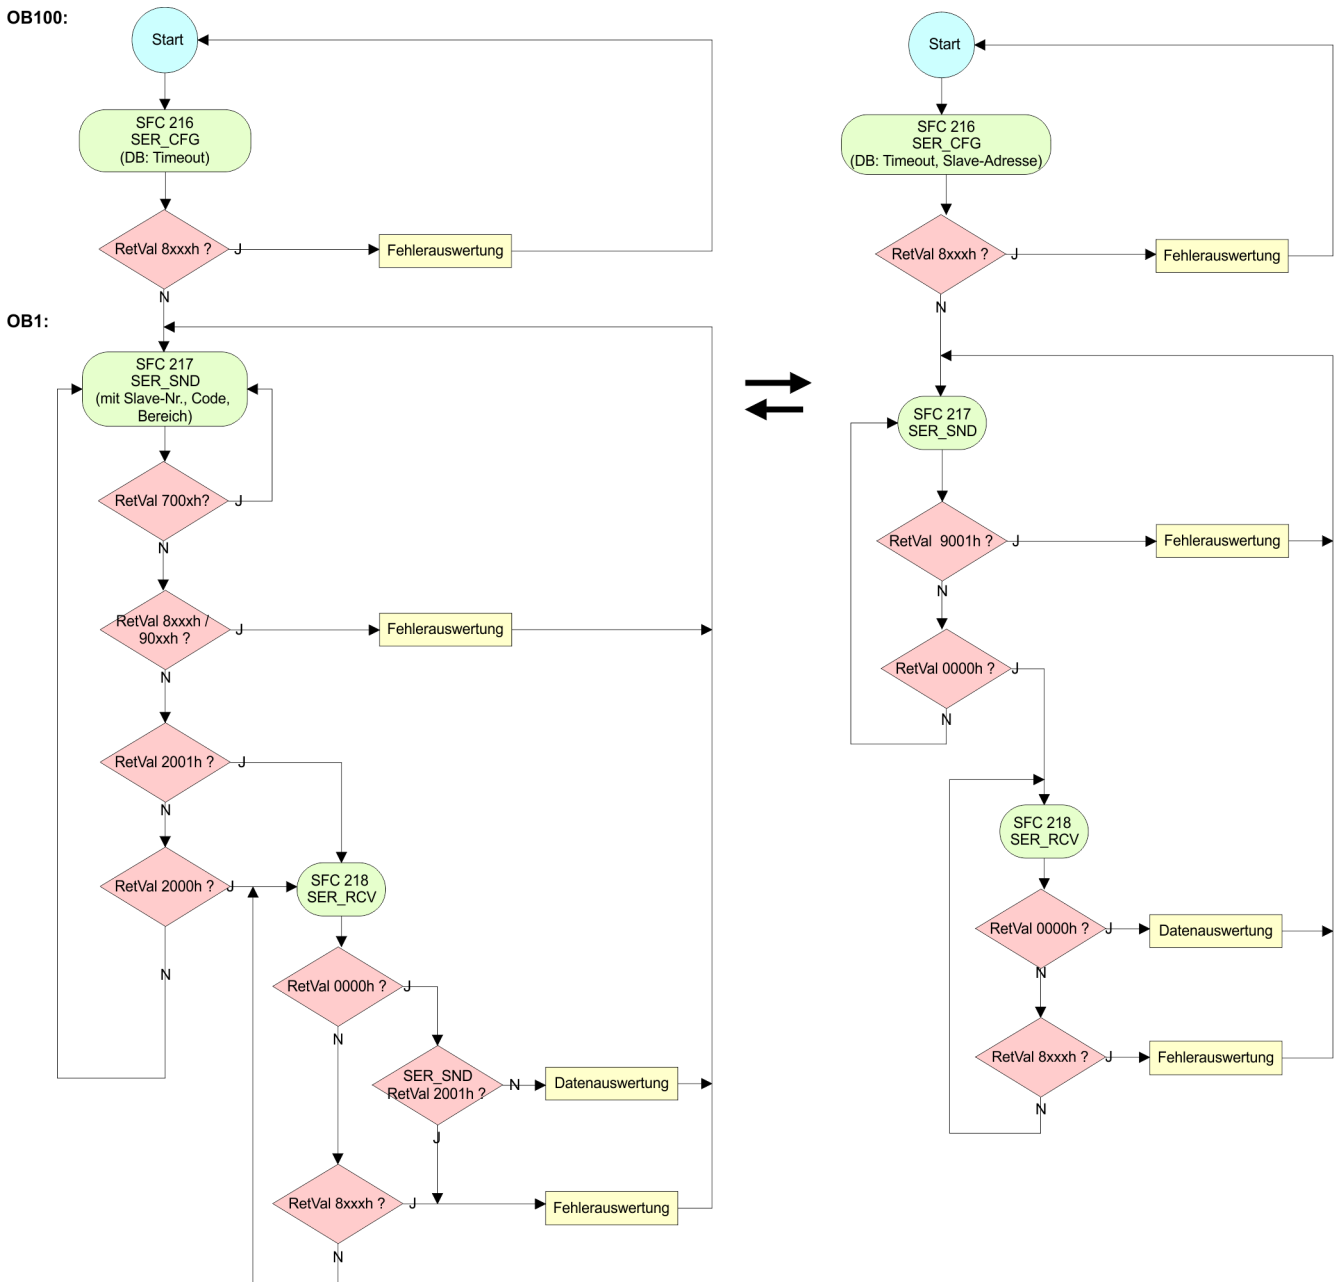 OB100:
Start
SFC 216
SER_CFG
(DB: Timeout)
RetVal 8xxxh ?
J
Fehlerauswertung
N
OB1:
SFC 217
SER_SND
(mit Slave-Nr., Code,
Bereich)
RetVal 700xh?
J
N
RetVal 8xxxh /
90xxh ?
J
Fehlerauswertung
N
RetVal 2001h ?
J
N
RetVal 2000h ?
J
N
SFC 218
SER_RCV
RetVal 0000h ?
J
N
SER_SND
RetVal 2001h ?
N
Datenauswertung
J
RetVal 8xxxh ?
J
Fehlerauswertung
N
Start
SFC 216
SER_CFG
(DB: Timeout, Slave-Adresse)
RetVal 8xxxh ?
J
Fehlerauswertung
N
SFC 217
SER_SND
RetVal 9001h ?
J
Fehlerauswertung
N
RetVal 0000h ?
J
N
SFC 218
SER_RCV
RetVal 0000h ?
J
Datenauswertung
N
RetVal 8xxxh ?
J
Fehlerauswertung
N